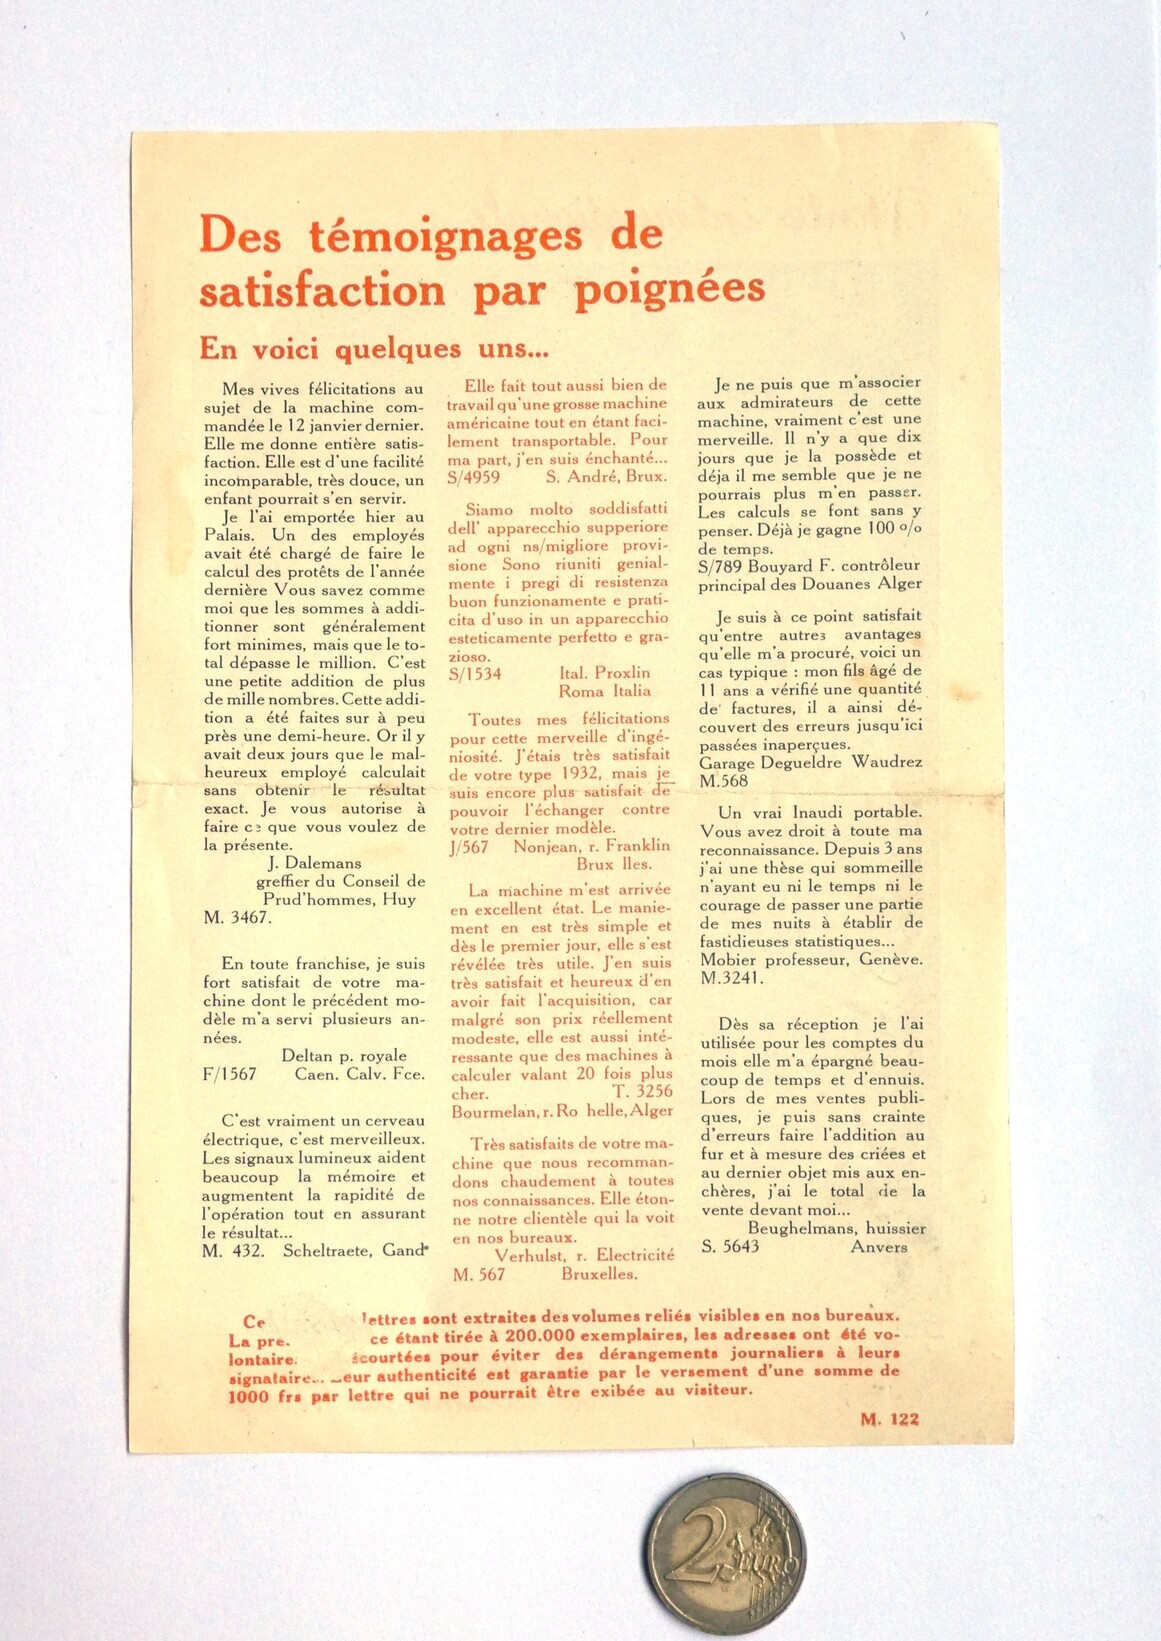 Des témoignages de
satisfaction par poignées
En voici quelques uns...
Mes vives félicitations au
sujet de la machine com-
mandée le 12 janvier dernier.
Elle me donne entière satis-
faction. Elle est d'une facilité
incomparable, très douce, un
enfant pourrait s'en servir.
Je l'ai emportée hier au
Palais. Un des employés
avait été chargé de faire le
calcul des protêts de l'année
dernière Vous savez comme
moi que les sommes à addi-
tionner sont généralement
fort minimes, mais que le to-
tal dépasse le million. C'est
une petite addition de plus
de mille nombres. Cette addi-
tion a été faites sur à peu
près une demi-heure. Or il y
avait deux jours que le mal-
heureux employé calculait
sans obtenir le résultat
exact. Je vous autorise à
faire ce que vous voulez de
la présente.
J. Dalemans
greffier du Conseil de
Prud'hommes, Huy
M. 3467.
En toute franchise, je suis
fort satisfait de votre ma-
chine dont le précédent mo-
dèle m'a servi plusieurs an-
nées.
Deltan p. royale
F/1567 Caen. Calv. Fce.
C'est vraiment un cerveau
électrique, c'est merveilleux.
Les signaux lumineux aident
beaucoup la mémoire et
augmentent la rapidité de
l'opération tout en assurant
le résultat...
M. 432. Scheltraete, Gand
Elle fait tout aussi bien de
travail qu'une grosse machine
américaine tout en étant faci-
lement transportable. Pour
ma part, j'en suis énchanté...
S/4959 S. André, Brux.
Siamo molto soddisfatti
dell' apparecchio supperiore
ad ogni ns/migliore provi-
sione Sono riuniti genial-
mente i pregi di resistenza
buon funzionamente e prati-
cita d'uso in un apparecchio
esteticamente perfetto e gra-
zioso.
S/1534 Ital. Proxlin
Roma Italia
Toutes mes félicitations
pour cette merveille d'ingé-
niosité. J'étais très satisfait
de votre type 1932, mais je
suis encore plus satisfait de
pouvoir l'échanger contre
votre dernier modèle.
J/567 Nonjean, r. Franklin
Brux lles.
La machine m'est arrivée
en excellent état. Le manie-
ment en est très simple et
dès le premier jour, elle s'est
révélée très utile. J'en suis
très satisfait et heureux d'en
avoir fait l'acquisition, car
malgré son prix réellement
modeste, elle est aussi inté-
ressante que des machines à
calculer valant 20 fois plus
cher. T. 3256
Bourmelan, r. Ro helle, Alger
Très satisfaits de votre ma-
chine que nous recomman-
dons chaudement à toutes
nos connaissances. Elle éton-
ne notre clientèle qui la voit
en nos bureaux.
Verhulst, r. Electricité
M. 567 Bruxelles.
Je ne puis que m'associer
aux admirateurs de cette
machine, vraiment c'est une
merveille. Il n'y a que dix
jours que je la possède et
déja il me semble que je ne
pourrais plus m'en passer.
Les calculs se font sans y
penser. Déjà je gagne 100 o/o
de temps.
S/789 Bouyard F. contrôleur
principal des Douanes Alger
Je suis à ce point satisfait
qu'entre autres avantages
qu'elle m'a procuré, voici un
cas typique : mon fils âgé de
11 ans a vérifié une quantité
de factures, il a ainsi dé-
couvert des erreurs jusqu'ici
passées inaperçues.
Garage Degueldre Waudrez
M.568
Un vrai Inaudi portable.
Vous avez droit à toute ma
reconnaissance. Depuis 3 ans
j'ai une thèse qui sommeille
n'ayant eu ni le temps ni le
courage de passer une partie
de mes nuits à établir de
fastidieuses statistiques...
Mobier professeur, Genève.
M.3241.
Dès sa réception je l'ai
utilisée pour les comptes du
mois elle m'a épargné beau-
coup de temps et d'ennuis.
Lors de mes ventes publi-
ques, je puis sans crainte
d'erreurs faire l'addition au
fur et à mesure des criées et
au dernier objet mis aux en-
chères, j'ai le total de la
vente devant moi...
Beughelmans, huissier
S. 5643 Anvers
Ce lettres sont extraites des volumes reliés visibles en nos bureaux.
La pre. ce étant tirée à 200.000 exemplaires, les adresses ont été vo-
lontaire. écourtées pour éviter des dérangements journaliers à leurs
signataire.. eur authenticité est garantie par le versement d'une somme de
1000 frs par lettre qui ne pourrait être exibée au visiteur.
M. 122
2 EURO